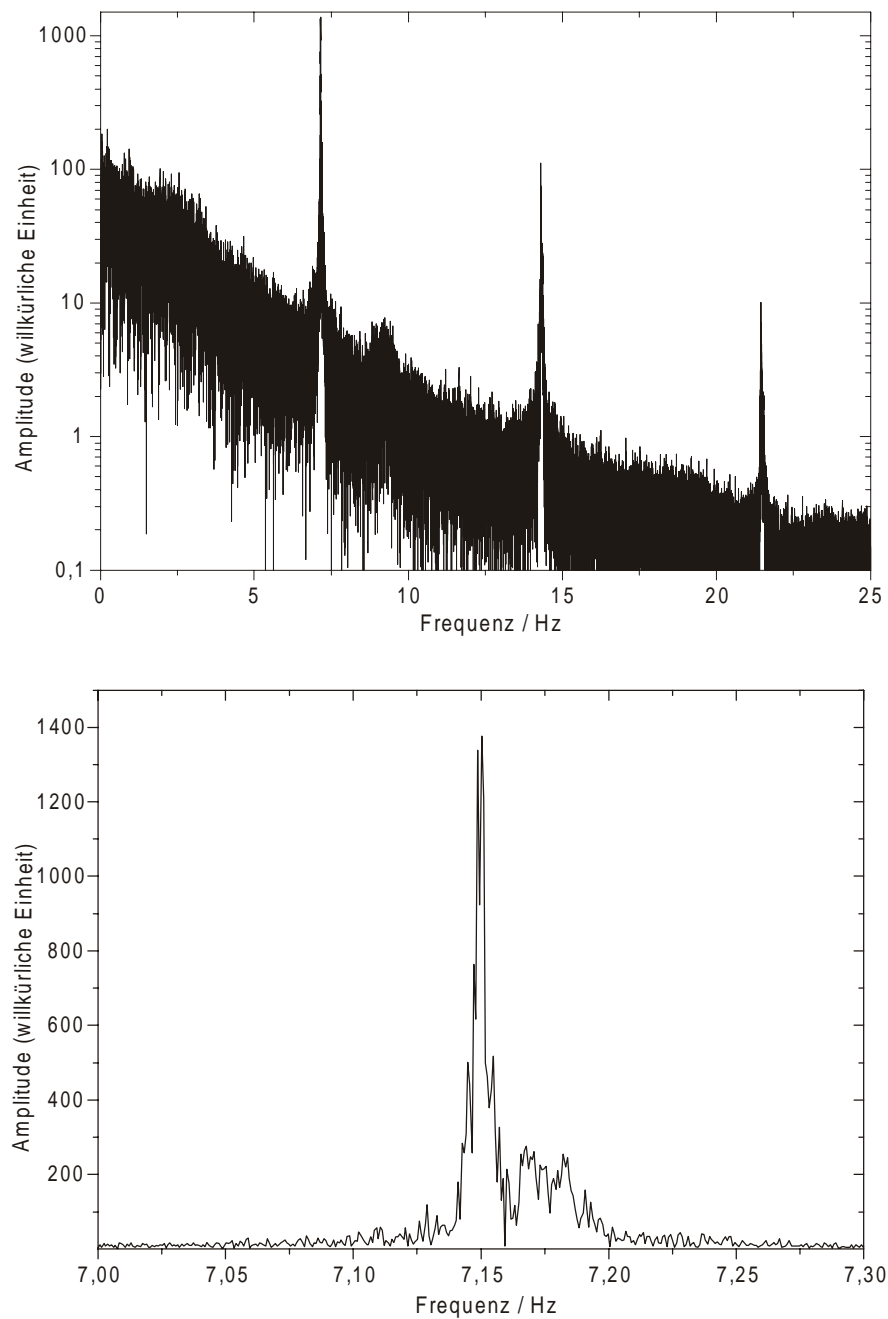 1000
100
10
1
0,1
Amplitude (willkürliche Einheit)
0 5 10 15 20 25
Frequenz / Hz
1400
1200
1000
800
600
400
200
Amplitude (willkürliche Einheit)
7,00 7,05 7,10 7,15 7,20 7,25 7,30
Frequenz / Hz